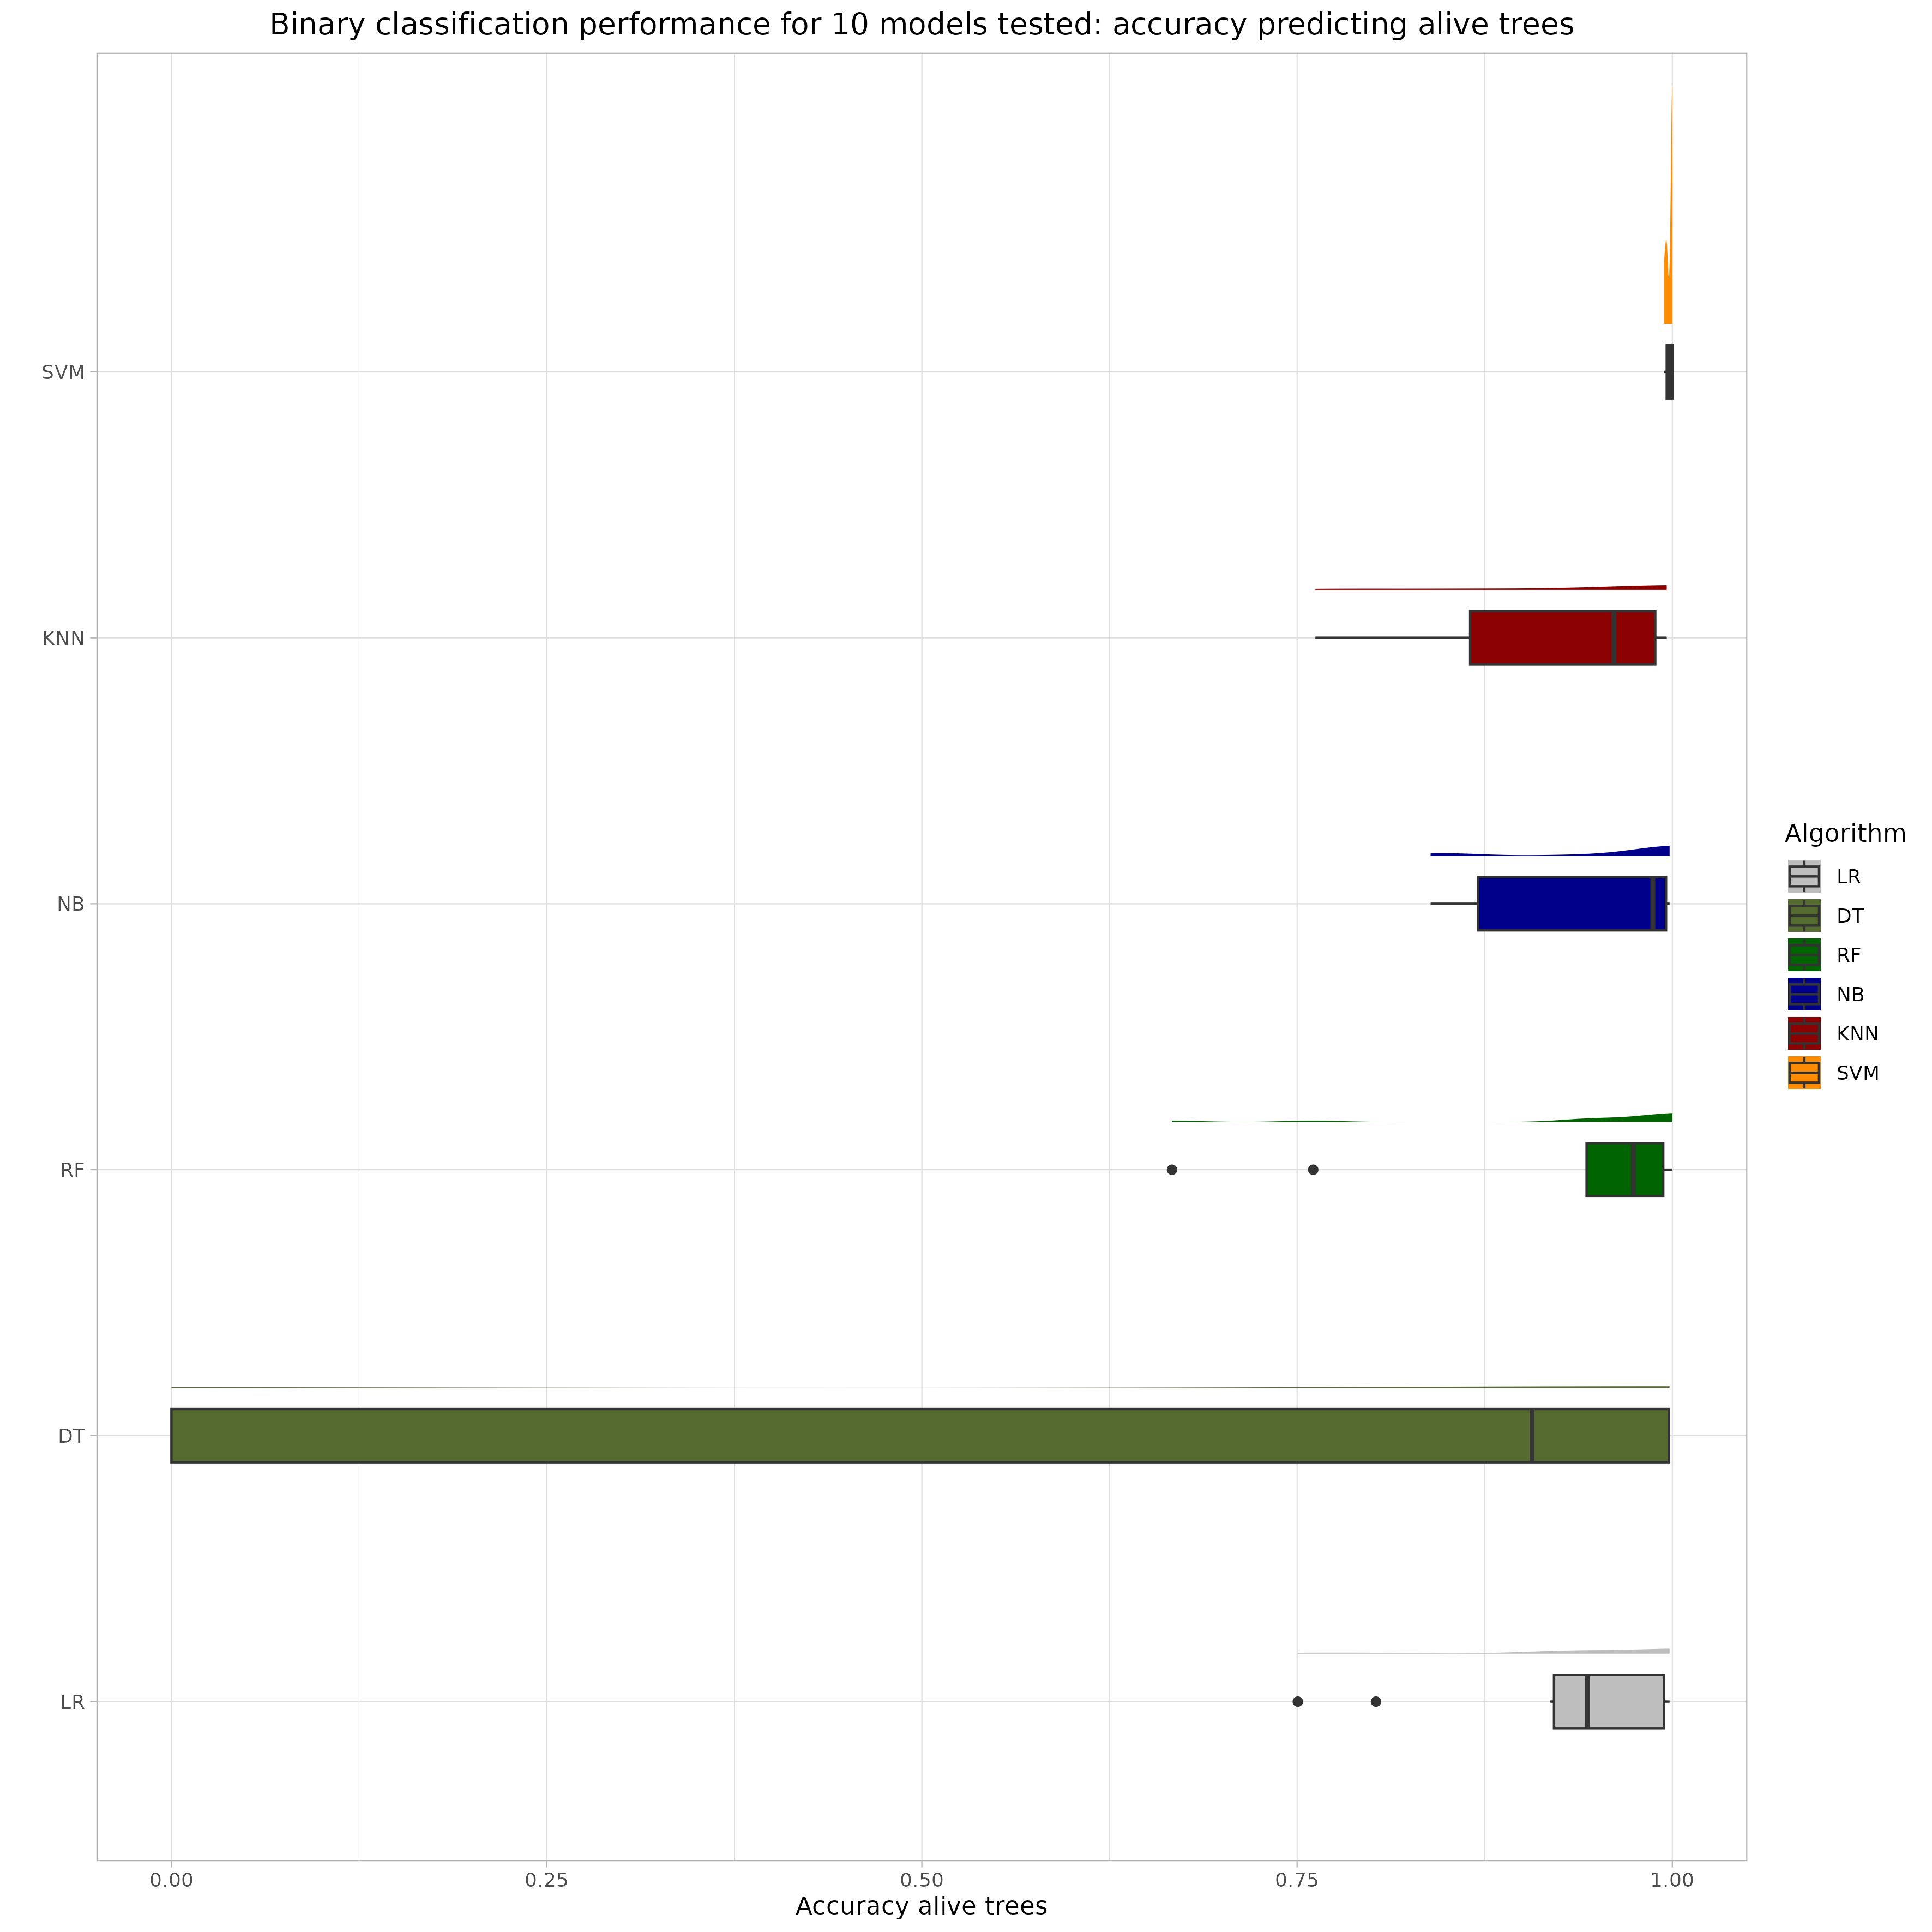 Binary classification performance for 10 models tested: accuracy predicting alive trees
SVM
KNN
NB
RF
DT
LR
0.00 0.25 0.50 0.75 1.00
Accuracy alive trees
Algorithm
LR
DT
RF
NB
KNN
SVM